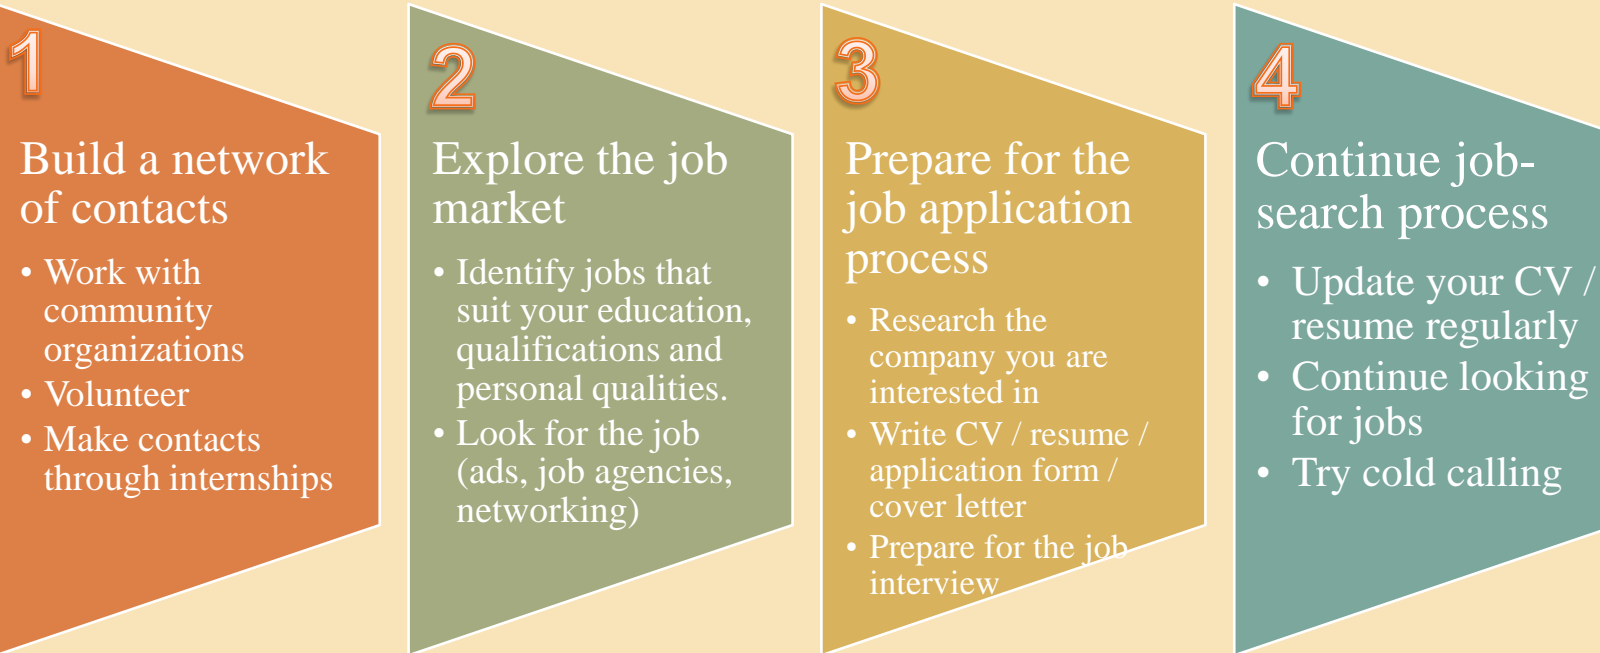 1
Build a network
of contacts
• Work with
community
organizations
• Volunteer
• Make contacts
through internships
2
Explore the job
market
• Identify jobs that
suit your education,
qualifications and
personal qualities.
• Look for the job
(ads, job agencies,
networking)
3
Prepare for the
job application
process
• Research the
company you are
interested in
• Write CV / resume /
application form /
cover letter
• Prepare for the job
interview
4
Continue job-
search process
• Update your CV /
resume regularly
• Continue looking
for jobs
• Try cold calling